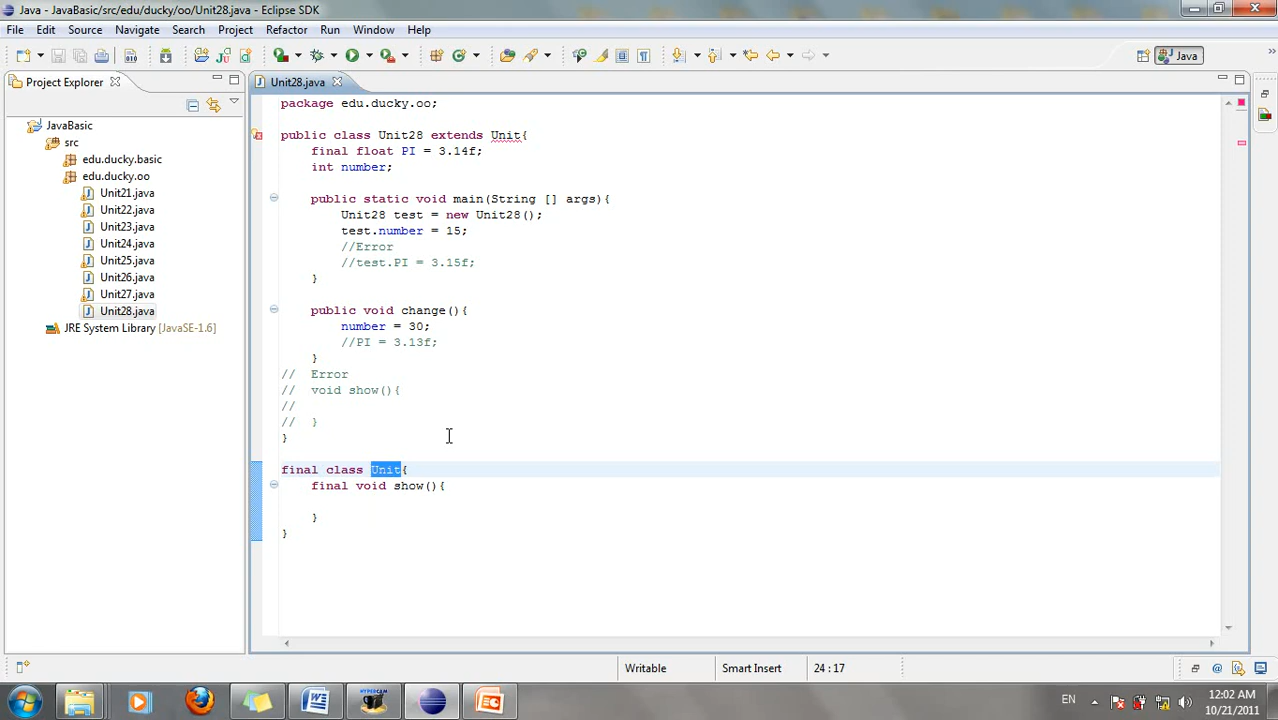 Java - JavaBasic/src/edu/ducky/oo/Unit28.java - Eclipse SDK
File Edit Source Navigate Search Project Refactor Run Window Help
Java
Project Explorer
Unit28.java
JavaBasic
src
edu.ducky.basic
edu.ducky.oo
Unit21.java
Unit22.java
Unit23.java
Unit24.java
Unit25.java
Unit26.java
Unit27.java
Unit28.java
JRE System Library [JavaSE-1.6]
package edu.ducky.oo;
public class Unit28 extends Unit{
final float PI = 3.14f;
int number;
public static void main(String [] args){
Unit28 test = new Unit28();
test.number = 15;
//Error
//test.PI = 3.15f;
}
public void change(){
number = 30;
//PI = 3.13f;
}
// Error
// void show(){
//
// }
}
final class Unit{
final void show(){
}
}
Writable Smart Insert 24 : 17
EN
12:02 AM
10/21/2011